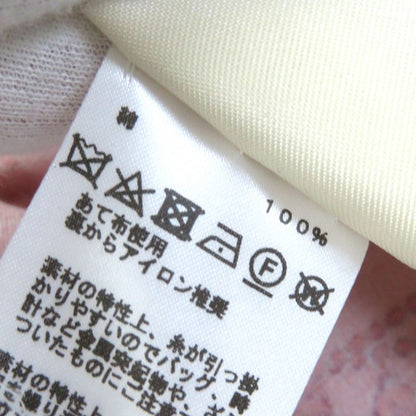 綿 100%
F W
あて布使用
裏からアイロン推奨
素材の特性上、糸が引っ掛
かりやすいのでバッグ、
計など金属突起物や
ついたものにご注意
素材の特性上